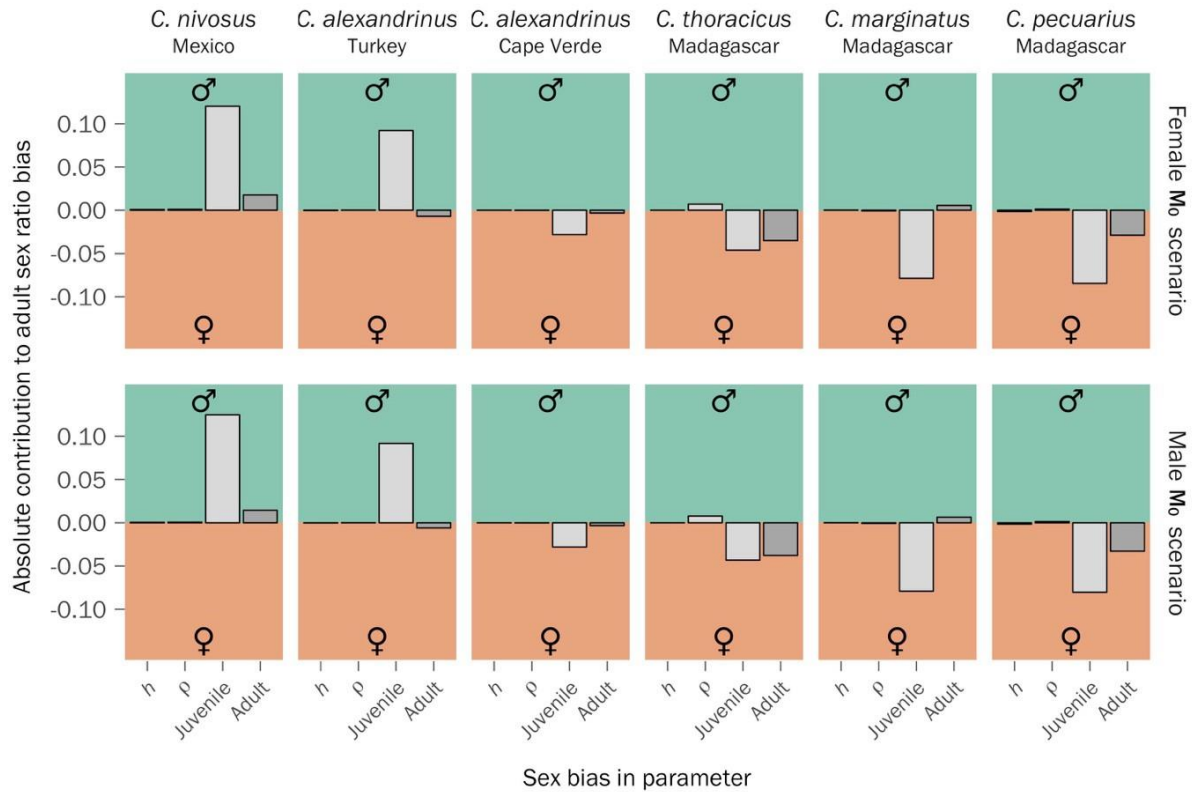 C. nivosus
Mexico
C. alexandrinus
Turkey
C. alexandrinus
Cape Verde
C. thoracicus
Madagascar
C. marginatus
Madagascar
C. pecuarius
Madagascar
Absolute contribution to adult sex ratio bias
♂ ♂ ♂ ♂ ♂ ♂
0.10
0.05
0.00
-0.05
-0.10
♀ ♀ ♀ ♀ ♀ ♀
Female M₀ scenario
♂ ♂ ♂ ♂ ♂ ♂
0.10
0.05
0.00
-0.05
-0.10
♀ ♀ ♀ ♀ ♀ ♀
Male M₀ scenario
h ρ Juvenile Adult h ρ Juvenile Adult h ρ Juvenile Adult h ρ Juvenile Adult h ρ Juvenile Adult h ρ Juvenile Adult
Sex bias in parameter